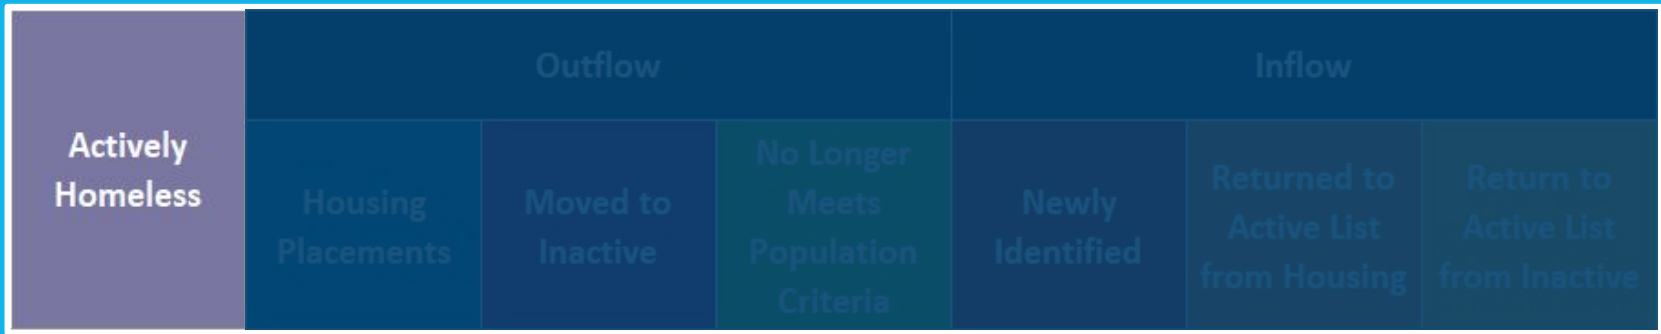 Actively
Homeless
Outflow
Inflow
Housing
Placements
Moved to
Inactive
No Longer
Meets
Population
Criteria
Newly
Identified
Returned to
Active List
from Housing
Return to
Active List
from Inactive